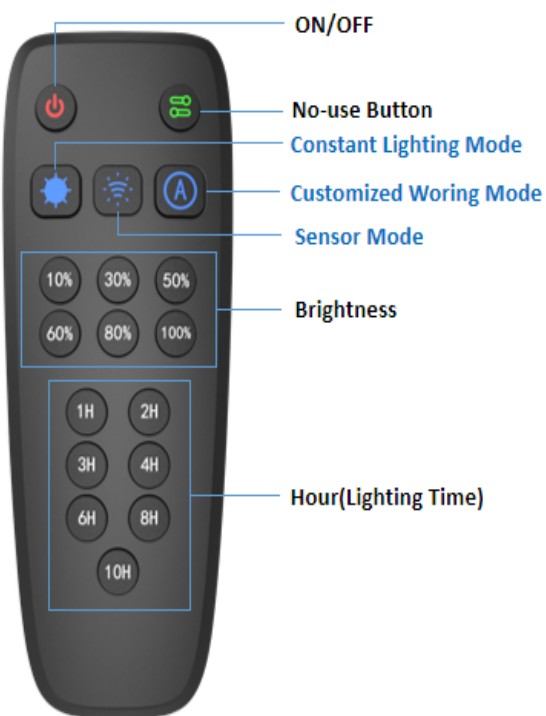 ON/OFF
No-use Button
Constant Lighting Mode
Customized Woring Mode
A
Sensor Mode
10% 30% 50%
Brightness
60% 80% 100%
1H 2H
3H 4H
Hour(Lighting Time)
6H 8H
10H